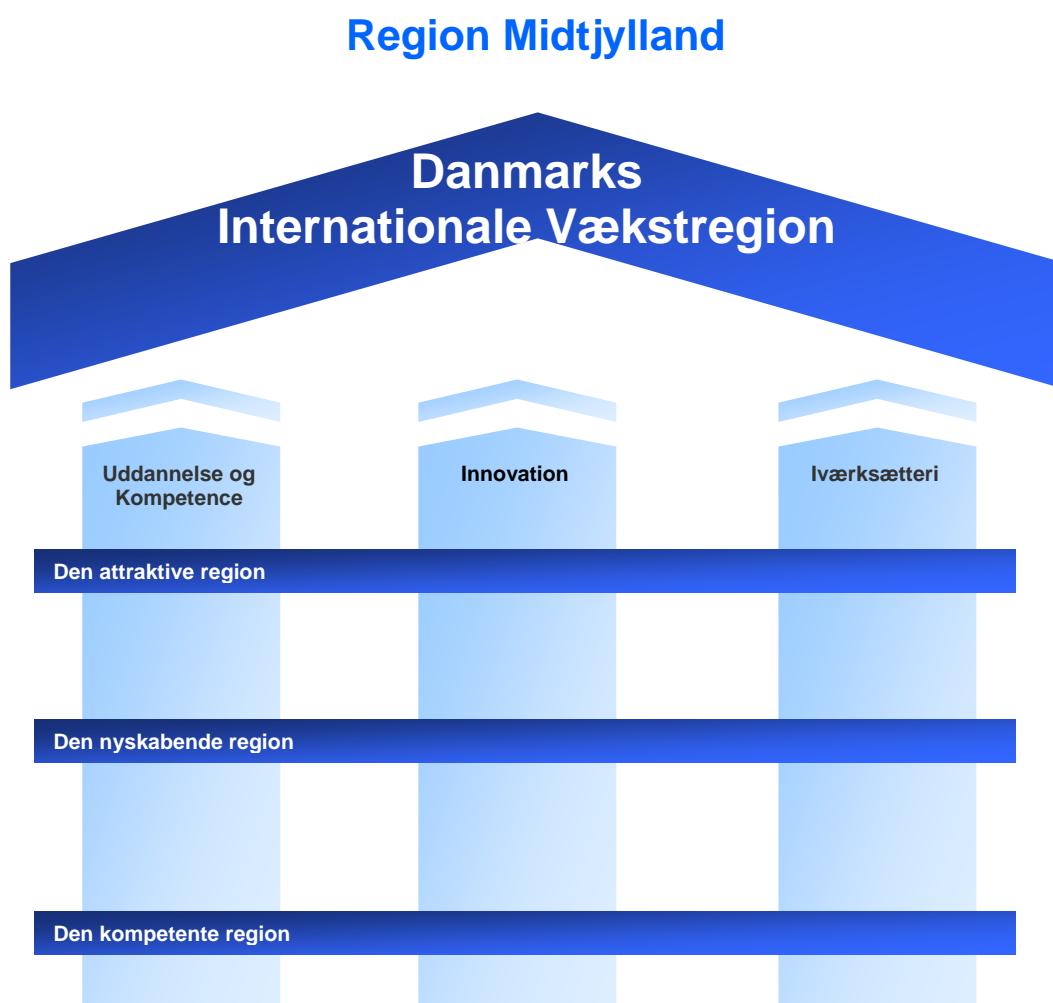 Region Midtjylland
Danmarks
Internationale Vækstregion
Uddannelse og
Kompetence
Innovation
Iværksætteri
Den attraktive region
Den nyskabende region
Den kompetente region